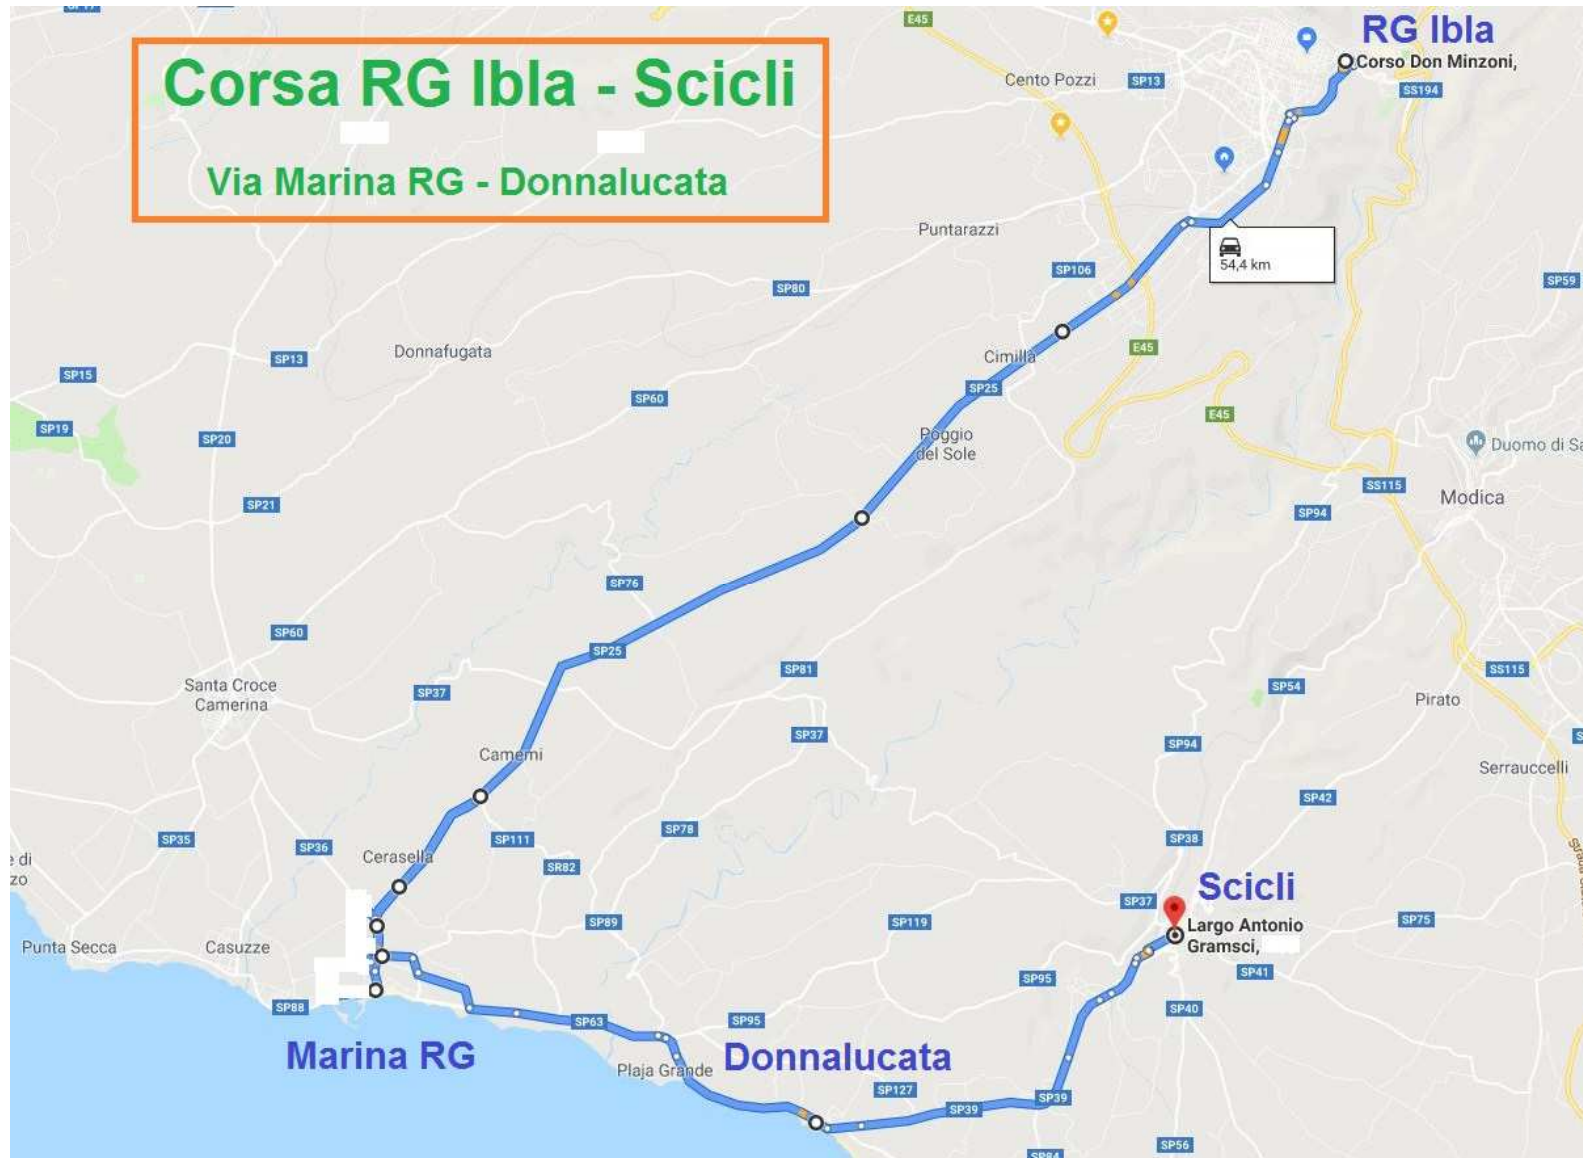 SP17
E45
RG Ibla
Corso Don Minzoni,
Corsa RG Ibla - Scicli
Via Marina RG - Donnalucata
Cento Pozzi
SP13
SS194
Puntarazzi
54,4 km
SP106
SP80
SP59
Donnafugata
SP13
E45
Cimilla
SP15
SP25
SP60
E45
SP19
SP20
Poggio
del Sole
Duomo di Sa
SS115
Modica
SP21
SP94
SP76
SP60
SP25
SP81
SS115
Santa Croce
Camerina
SP37
SP54
Pirato
SP37
SP94
Camemi
Serrauccelli
SP42
SP78
SP35
SP36
SP111
SP38
e di
zo
Cerasella
SR82
Scicli
SP37
SP89
SP119
Largo Antonio
Gramsci,
SP75
Punta Secca
Casuzze
SP95
SP41
SP88
SP40
SP63
SP95
Marina RG
Donnalucata
Plaja Grande
SP127
SP39
SP39
SP56
SP84